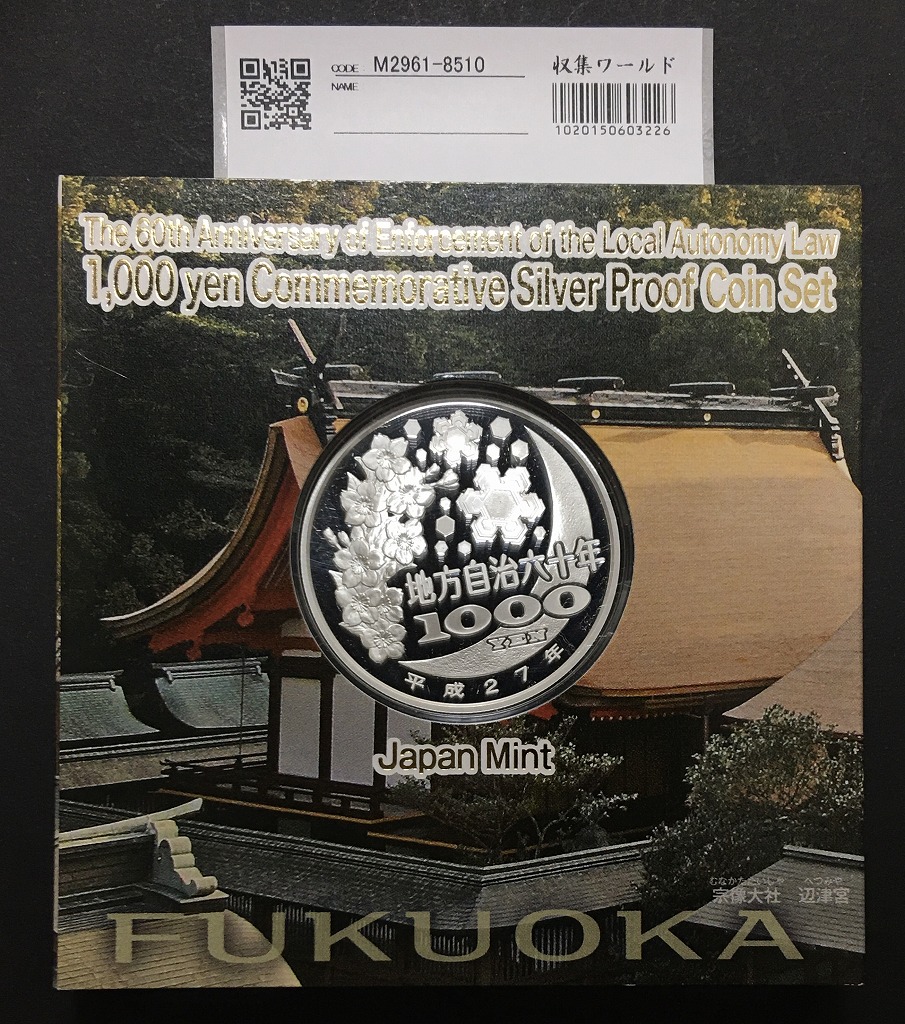 CODE M2961-8510
NAME
収集ワールド
1020150603226
The 60th Anniversary of Enforcement of the Local Autonomy Law
1,000 yen Commemorative Silver Proof Coin Set
地方自治六十年
1000
YEN
平成27年
Japan Mint
むなかたたいしゃ へつみや
宗像大社 辺津宮
FUKUOKA